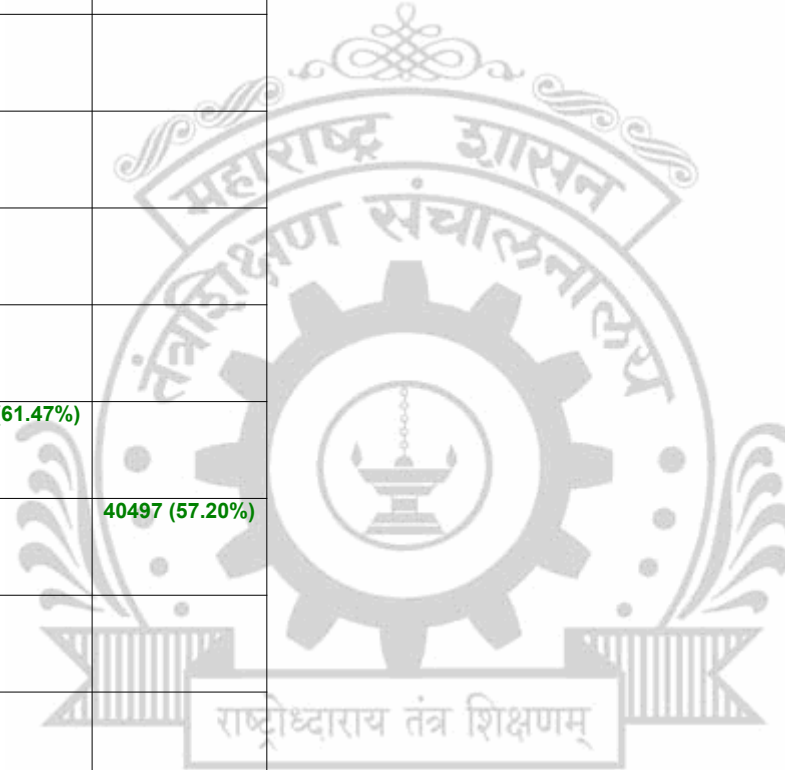 महाराष्ट्र शासन
तंत्रशिक्षण संचालनालय
61.47%)
40497 (57.20%)
राष्ट्रोध्दाराय तंत्र शिक्षणम्